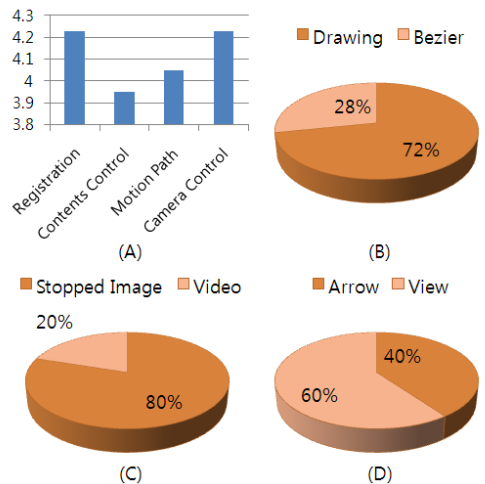 4.3
4.2
4.1
4
3.9
3.8
Registration
Contents Control
Motion Path
Camera Control
(A)
Drawing Bezier
28%
72%
(B)
Stopped Image Video
20%
80%
(C)
Arrow View
40%
60%
(D)